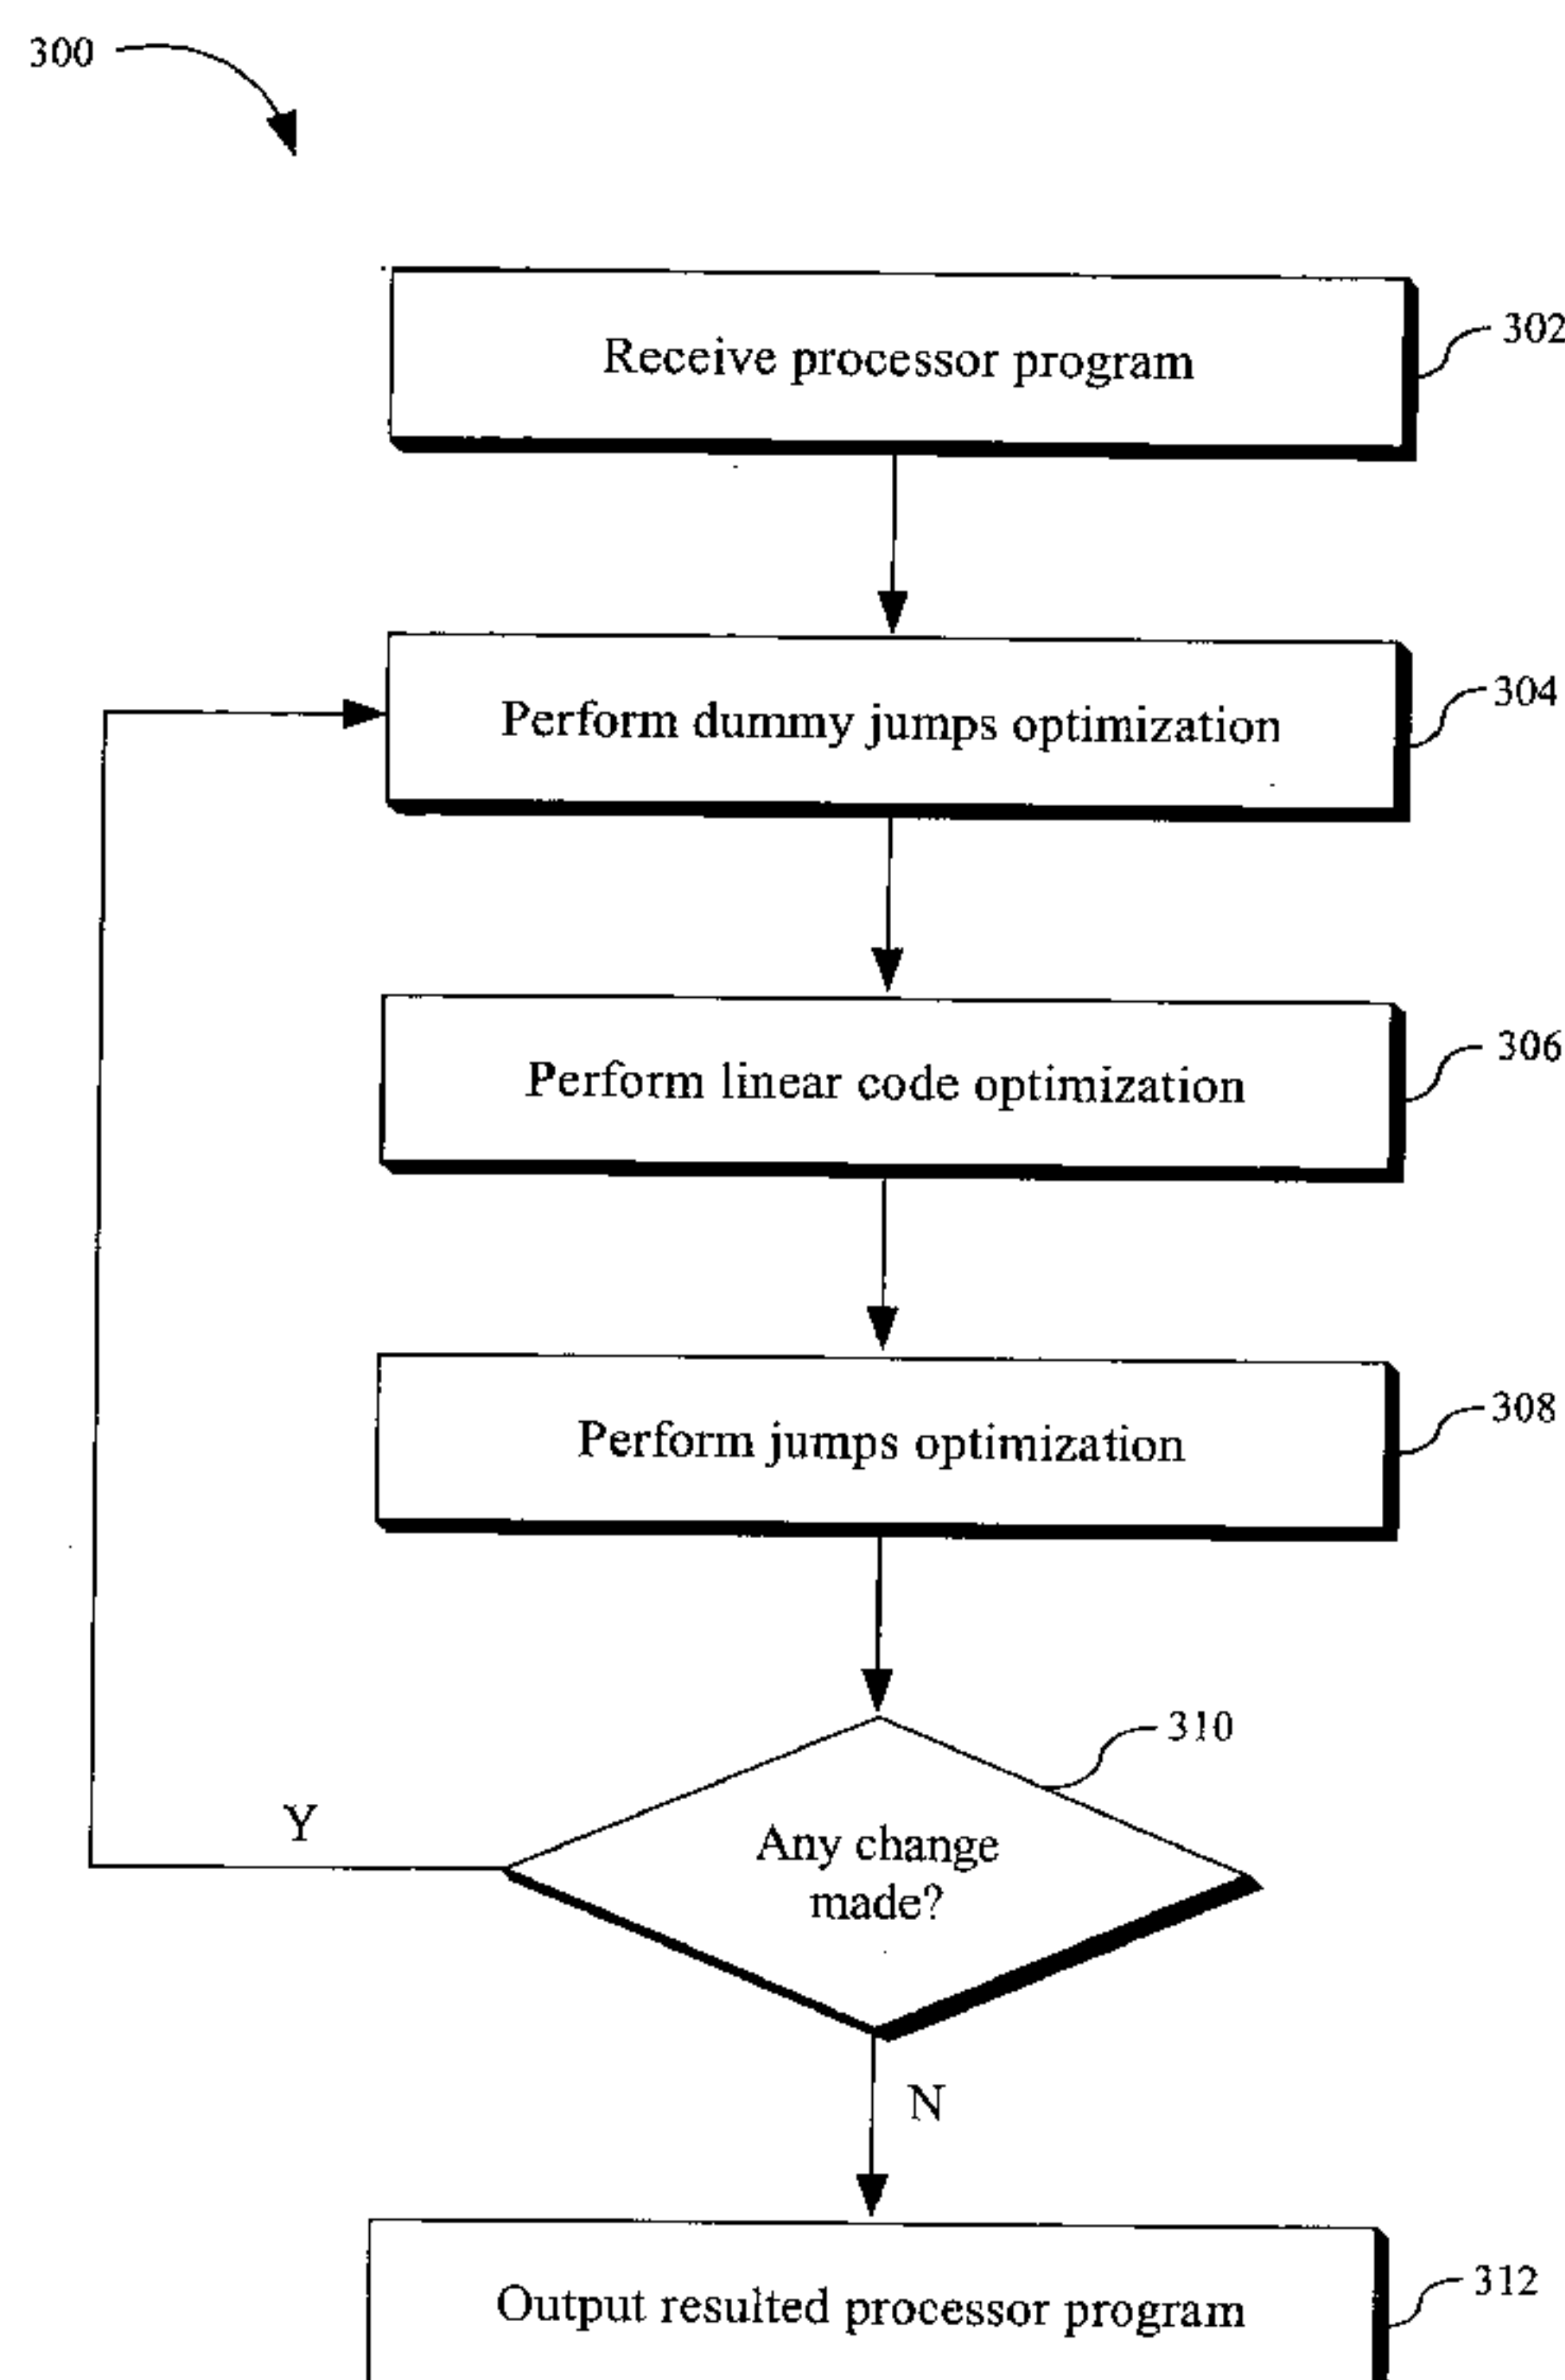 300
Receive processor program
302
Perform dummy jumps optimization
304
Perform linear code optimization
306
Perform jumps optimization
308
310
Y
Any change
made?
N
Output resulted processor program
312